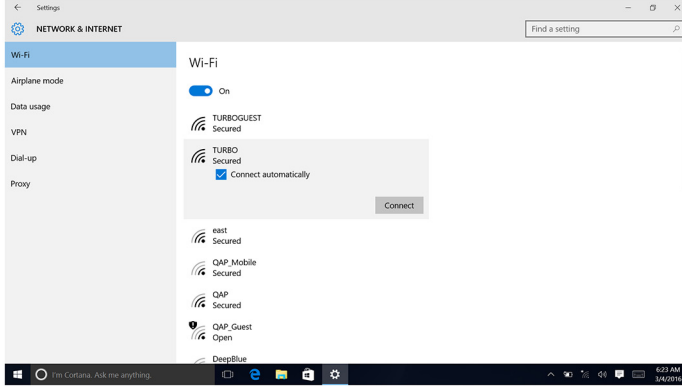 Settings
NETWORK & INTERNET
Find a setting
Wi-Fi
Airplane mode
Data usage
VPN
Dial-up
Proxy
Wi-Fi
On
TURBOGUEST
Secured
TURBO
Secured
Connect automatically
Connect
east
Secured
QAP_Mobile
Secured
QAP
Secured
QAP_Guest
Open
DeepBlue
I'm Cortana. Ask me anything.
6:23 AM
3/4/2016